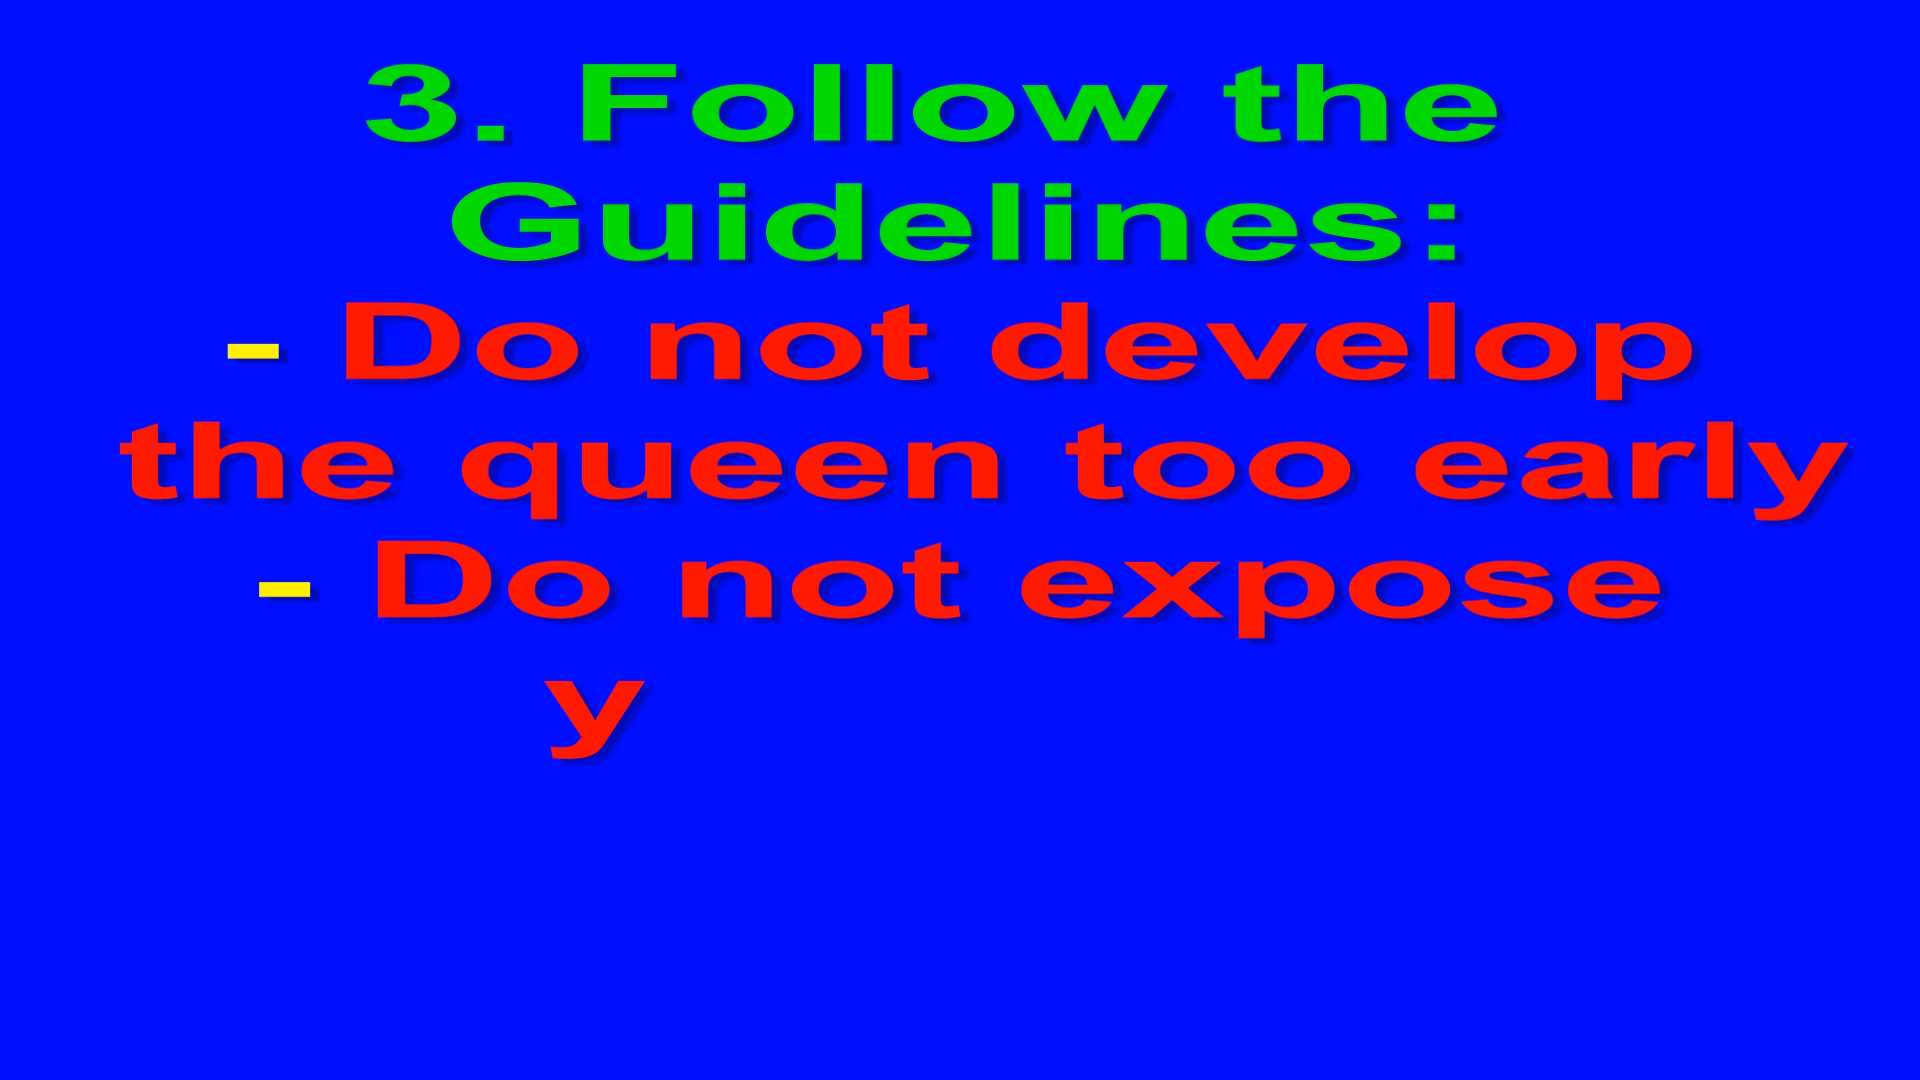 3. Follow the
Guidelines:
- Do not develop
the queen too early
- Do not expose
y